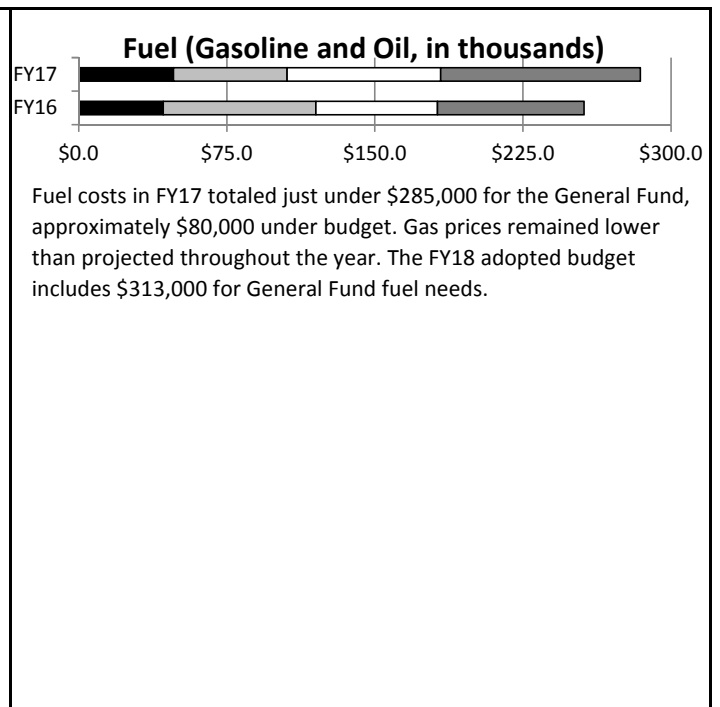 Fuel (Gasoline and Oil, in thousands)
FY17
FY16
$0.0 $75.0 $150.0 $225.0 $300.0
Fuel costs in FY17 totaled just under $285,000 for the General Fund,
approximately $80,000 under budget. Gas prices remained lower
than projected throughout the year. The FY18 adopted budget
includes $313,000 for General Fund fuel needs.